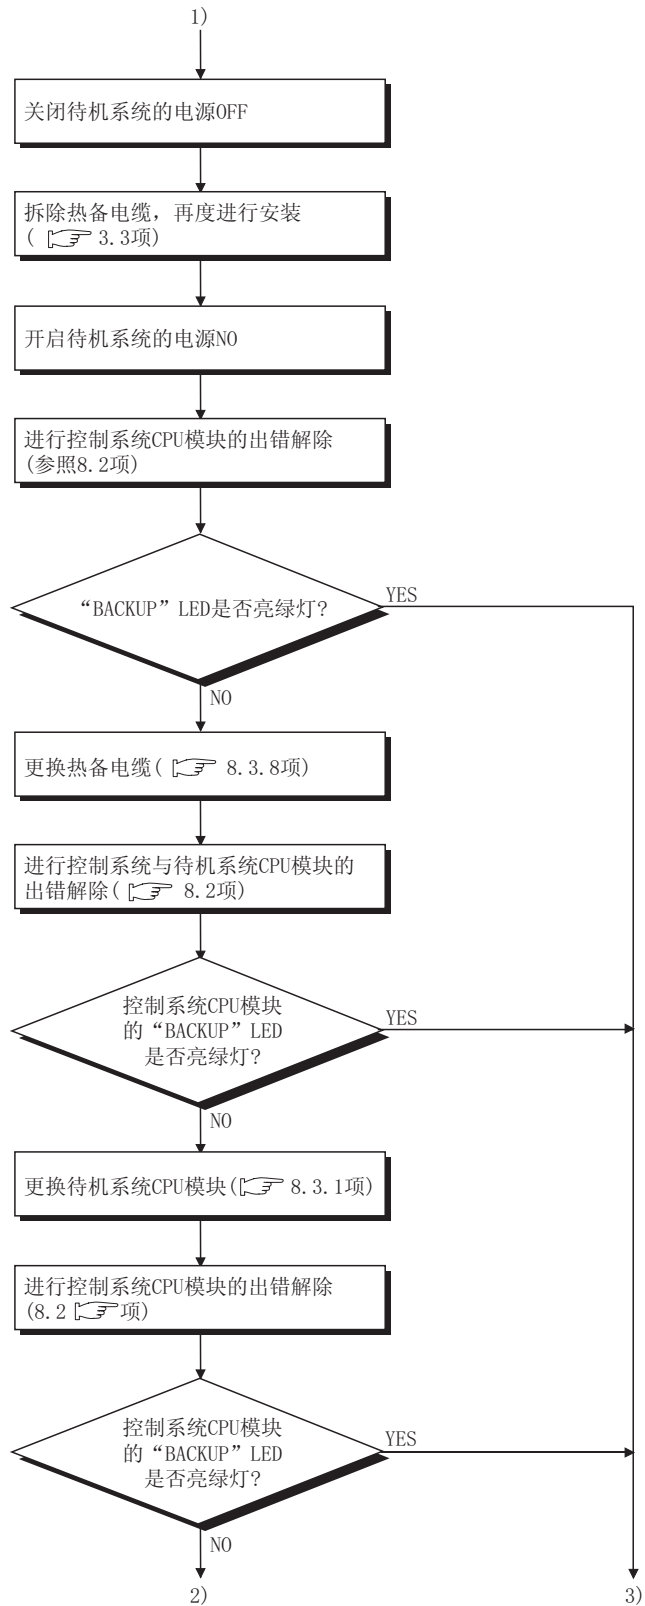 1)
关闭待机系统的电源OFF
拆除热备电缆，再度进行安装
( 3.3项)
开启待机系统的电源NO
进行控制系统CPU模块的出错解除
(参照8.2项)
“BACKUP”LED是否亮绿灯?
YES
NO
更换热备电缆( 8.3.8项)
进行控制系统与待机系统CPU模块的
出错解除( 8.2项)
控制系统CPU模块
的“BACKUP”LED
是否亮绿灯?
YES
NO
更换待机系统CPU模块( 8.3.1项)
进行控制系统CPU模块的出错解除
(8.2 项)
控制系统CPU模块
的“BACKUP”LED
是否亮绿灯?
YES
NO
2)
3)